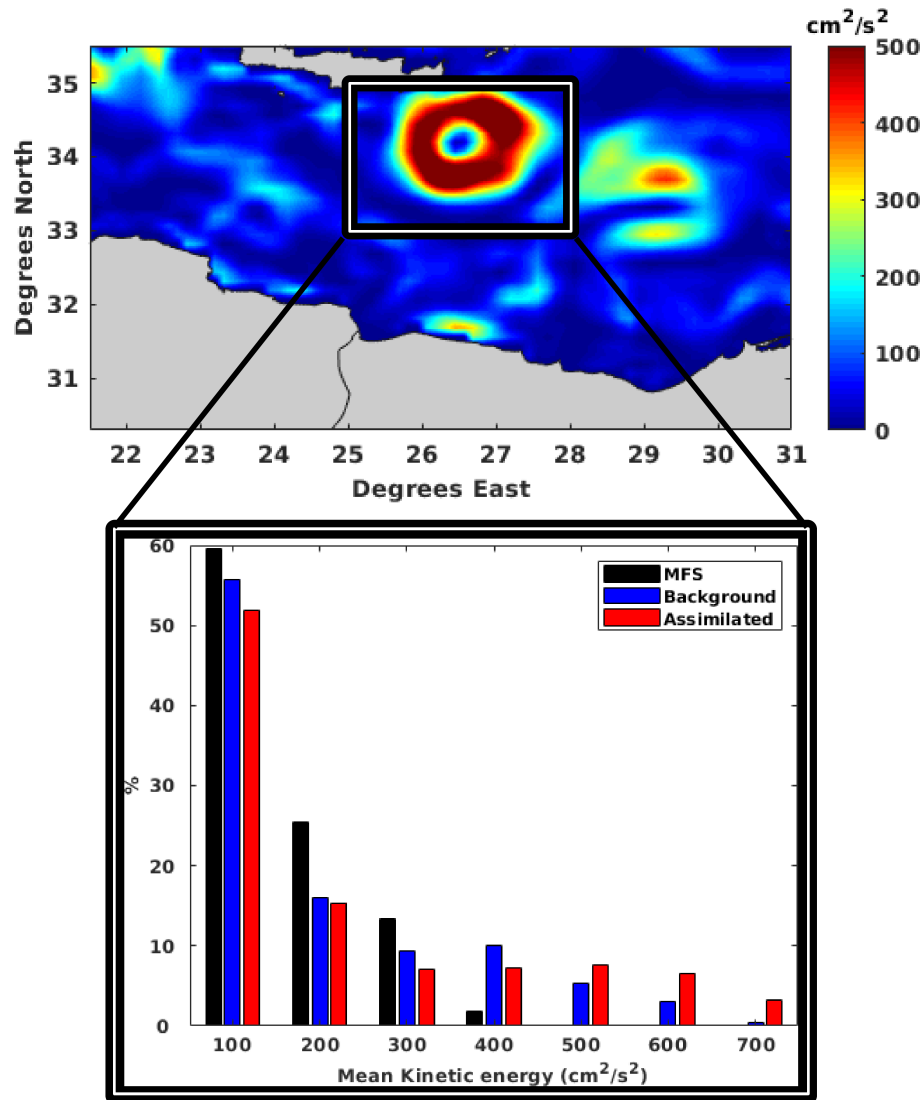 cm²/s²
500
400
300
200
100
0
35
34
33
32
31
Degrees North
22 23 24 25 26 27 28 29 30 31
Degrees East
60
50
40
30
20
10
0
%
MFS
Background
Assimilated
100 200 300 400 500 600 700
Mean Kinetic energy (cm²/s²)